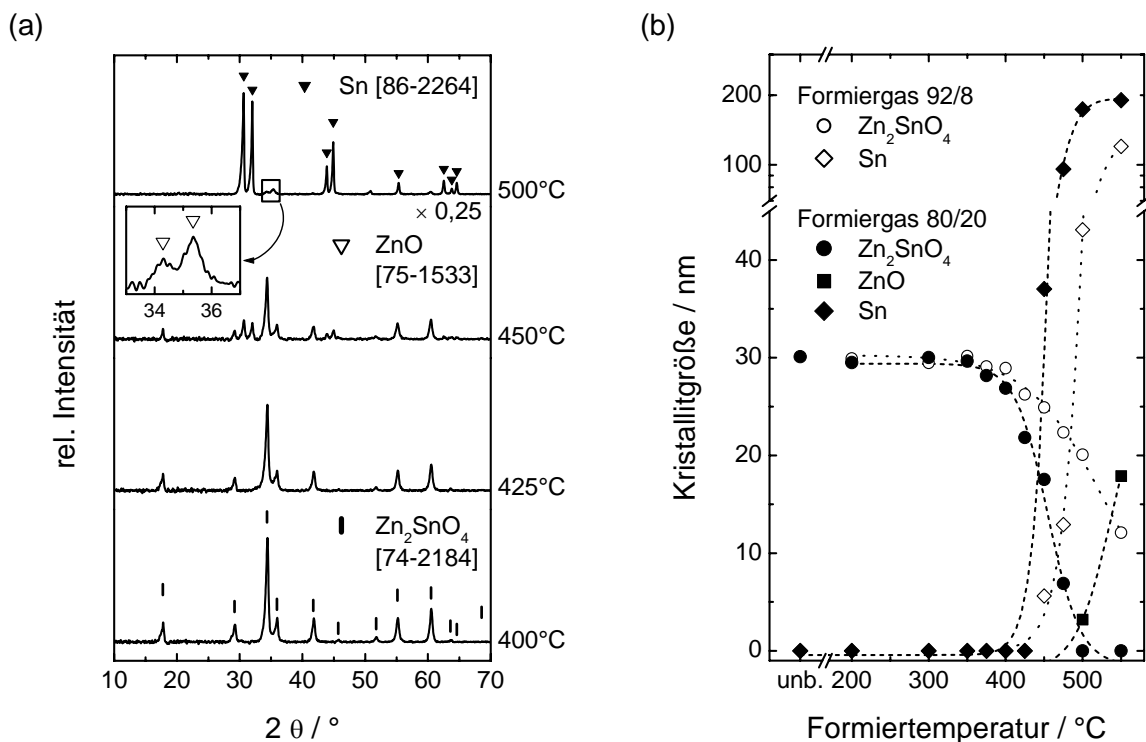 (a)
Sn [86-2264]
500°C
× 0,25
ZnO
[75-1533]
34 36
450°C
425°C
Zn₂SnO₄
[74-2184]
400°C
10 20 30 40 50 60 70
2 θ / °
rel. Intensität
(b)
200
100
30
20
10
0
Formiergas 92/8
Zn₂SnO₄
Sn
Formiergas 80/20
Zn₂SnO₄
ZnO
Sn
unb. 200 300 400 500
Formiertemperatur / °C
Kristallitgröße / nm